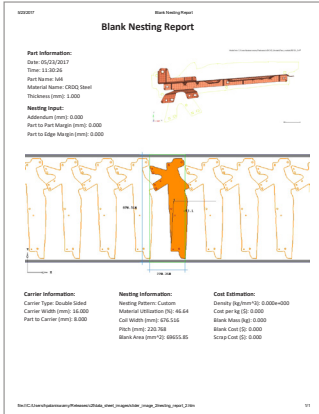 5/23/2017 Blank Nesting Report
Blank Nesting Report
Part Information:
Date: 05/23/2017
Time: 11:30:26
Part Name: lvl4
Material Name: CRDQ Steel
Thickness (mm): 1.000
Nesting Input:
Addendum (mm): 0.000
Part to Part Margin (mm): 0.000
Part to Edge Margin (mm): 0.000
Carrier Information:
Carrier Type: Double Sided
Carrier Width (mm): 16.000
Part to Carrier (mm): 8.000
Nesting Information:
Nesting Pattern: Custom
Material Utilization (%): 46.64
Coil Width (mm): 676.516
Pitch (mm): 220.768
Blank Area (mm^2): 69655.85
Cost Estimation:
Density (kg/mm^3): 0.000e+000
Cost per kg ($): 0.000
Blank Mass (kg): 0.000
Blank Cost ($): 0.000
Scrap Cost ($): 0.000
1/1